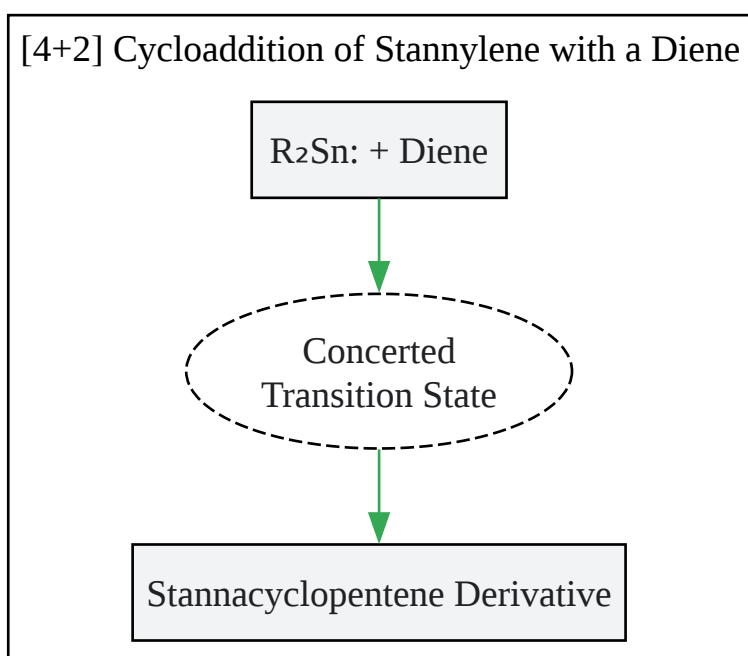 [4+2] Cycloaddition of Stannylene with a Diene
R₂Sn: + Diene
Concerted
Transition State
Stannacyclopentene Derivative